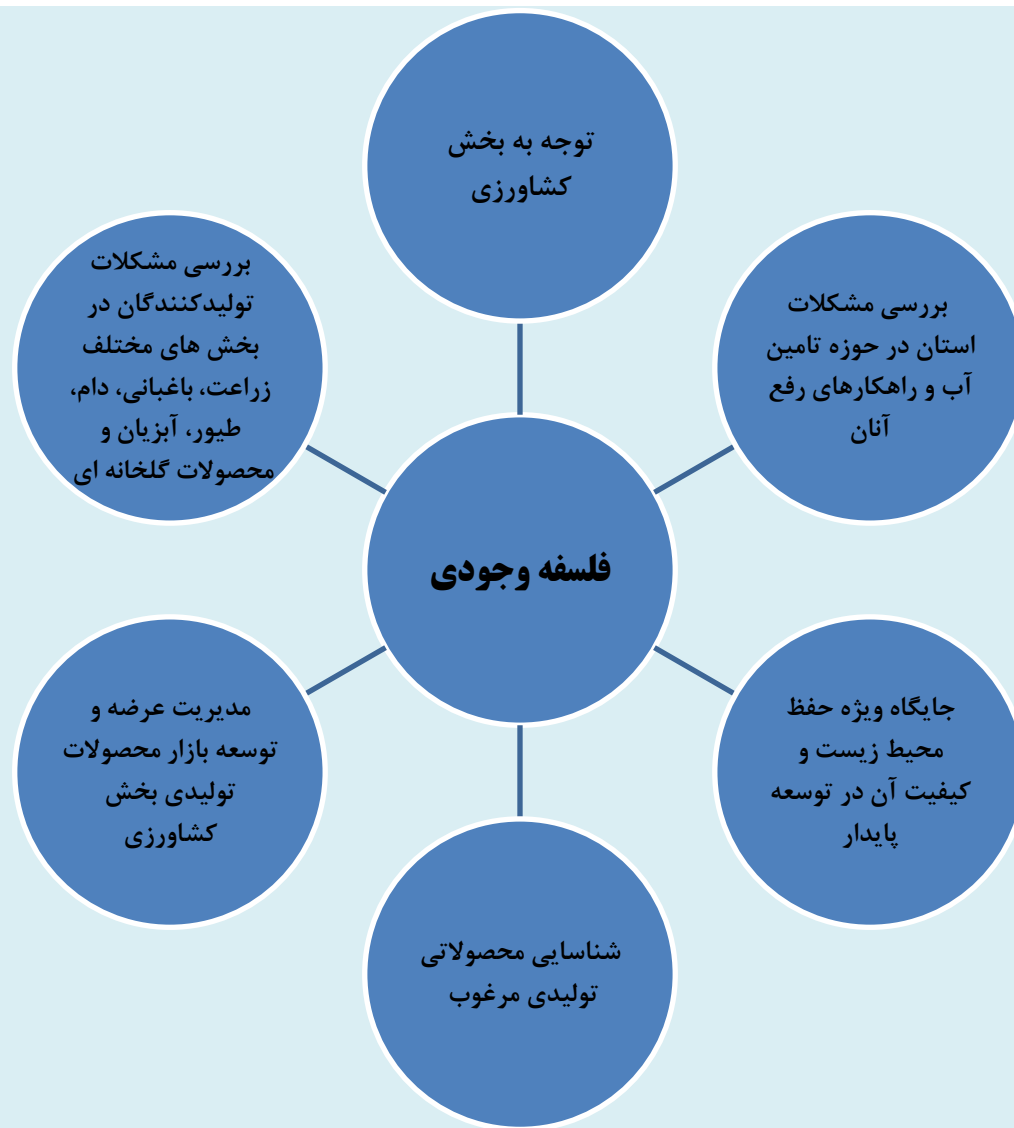 توجه به بخش
کشاورزی
بررسی مشکلات
استان در حوزه تامین
آب و راهکارهای رفع
آنان
بررسی مشکلات
تولیدکنندگان در
بخش های مختلف
زراعت، باغبانی، دام،
طیور، آبزیان و
محصولات گلخانه ای
فلسفه وجودی
جایگاه ویژه حفظ
محیط زیست و
کیفیت آن در توسعه
پایدار
مدیریت عرضه و
توسعه بازار محصولات
تولیدی بخش
کشاورزی
شناسایی محصولاتی
تولیدی مرغوب